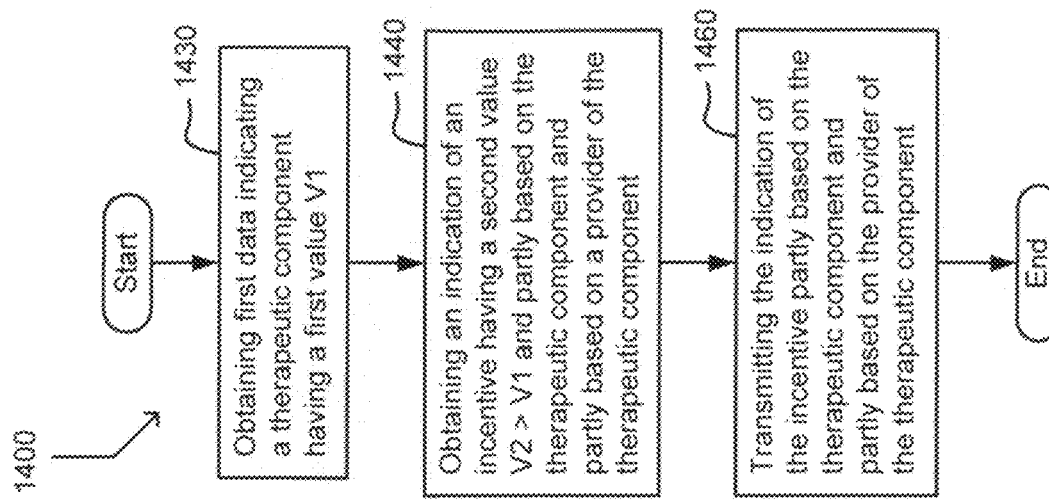 1400
Start
1430
Obtaining first data indicating
a therapeutic component
having a first value V1
1440
Obtaining an indication of an
incentive having a second value
V2 > V1 and partly based on the
therapeutic component and
partly based on a provider of the
therapeutic component
1460
Transmitting the indication of
the incentive partly based on the
therapeutic component and
partly based on the provider of
the therapeutic component
End